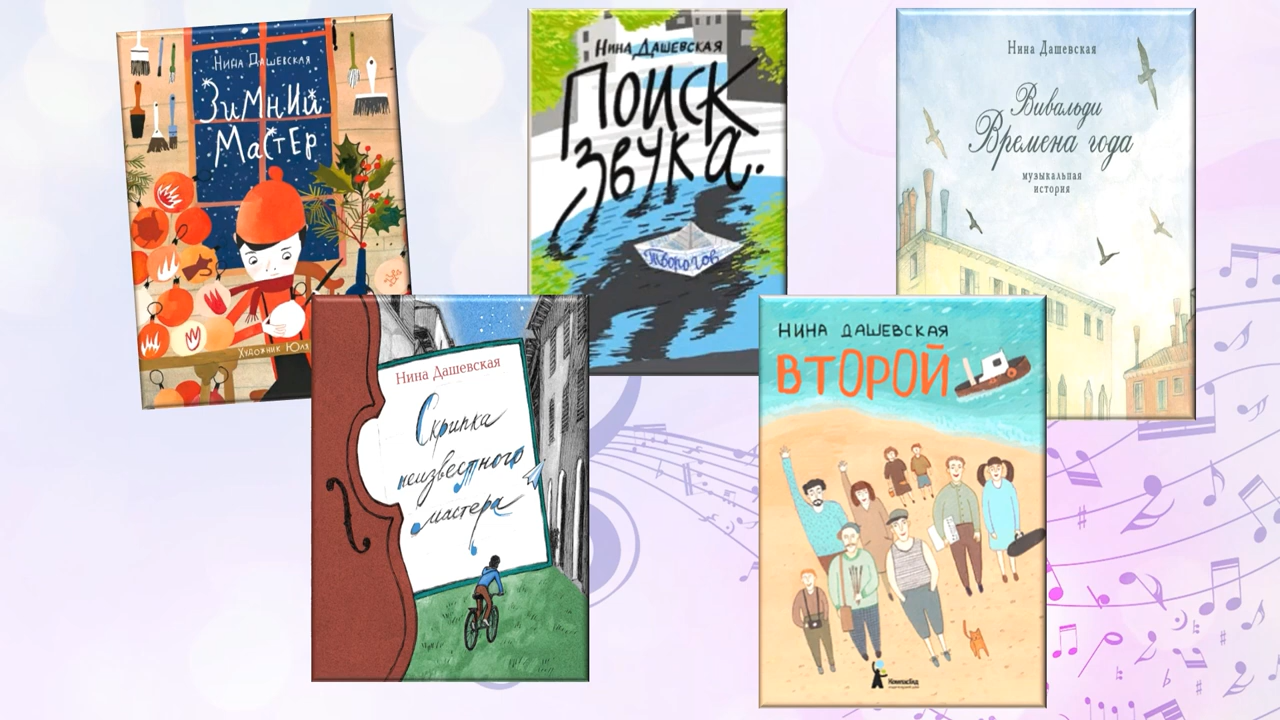 Нина Дашевская
Зимний
Мастер
Художник Юля
Нина Дашевская
Поиск
звука.
Творогов
Нина Дашевская
Вивальди
Времена года
музыкальная
история
Нина Дашевская
Скрипка
неизвестного
мастера
Нина Дашевская
Второй
КомпасГид